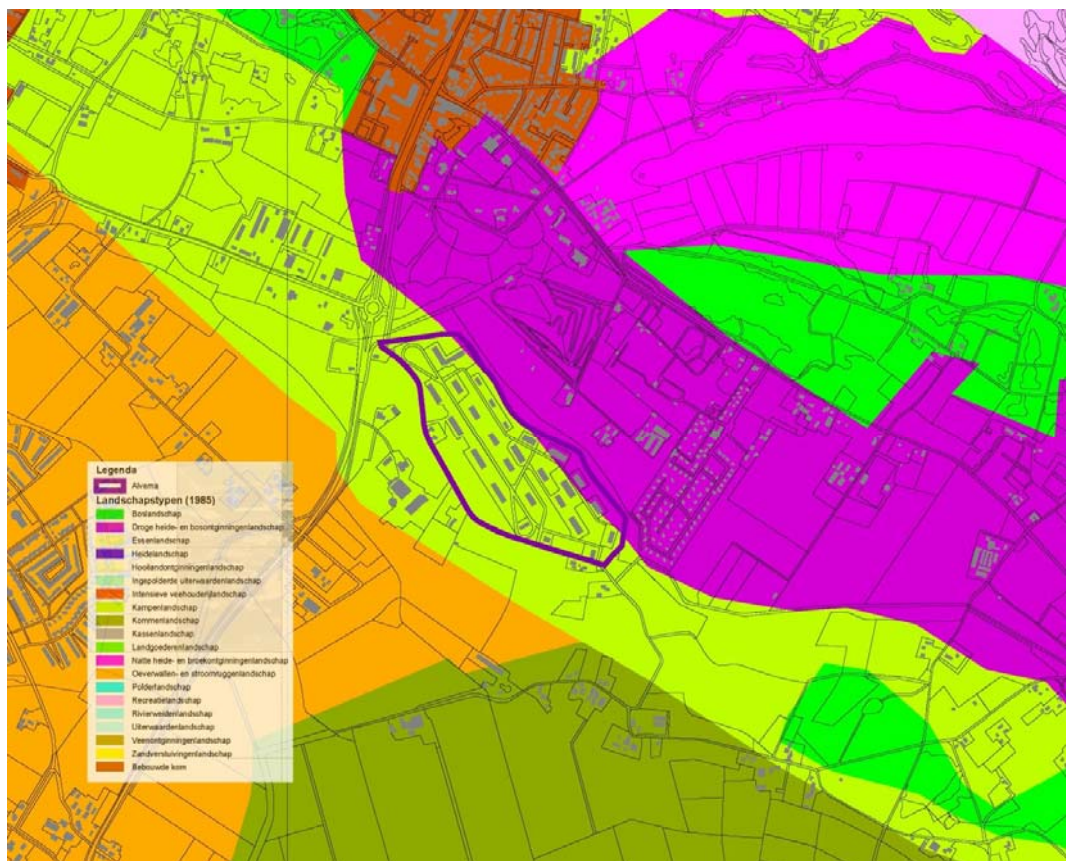 Legenda
Alverna
Landschapstypen (1985)
Boslandschap
Droge heide- en bosontginningenlandschap
Essenlandschap
Heidelandschap
Hooilandontginningenlandschap
Ingepolderde uiterwaardenlandschap
Intensieve veehouderijlandschap
Kampenlandschap
Kommenlandschap
Kassenlandschap
Landgoederenlandschap
Natte heide- en broekontginningenlandschap
Oeverwallen- en stroomruggenlandschap
Polderlandschap
Recreatielandschap
Rivierweidenlandschap
Uiterwaardenlandschap
Veenontginningenlandschap
Zandverstuivingenlandschap
Bebouwde kom